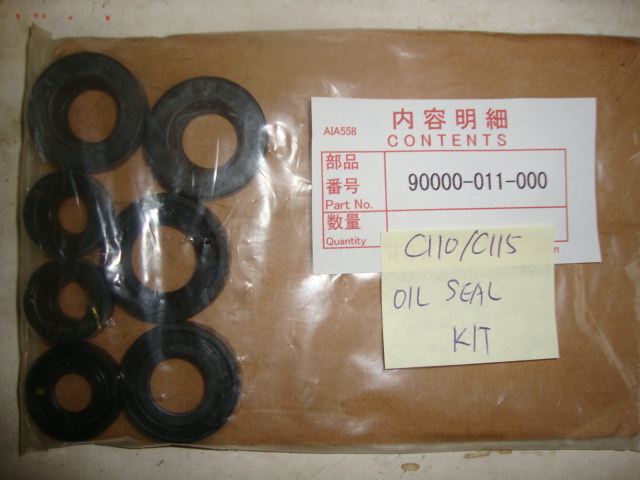 内容明細
AIA558
CONTENTS
部品
番号
Part No.
90000-011-000
数量
Quantity
C110/C115
OIL SEAL
KIT